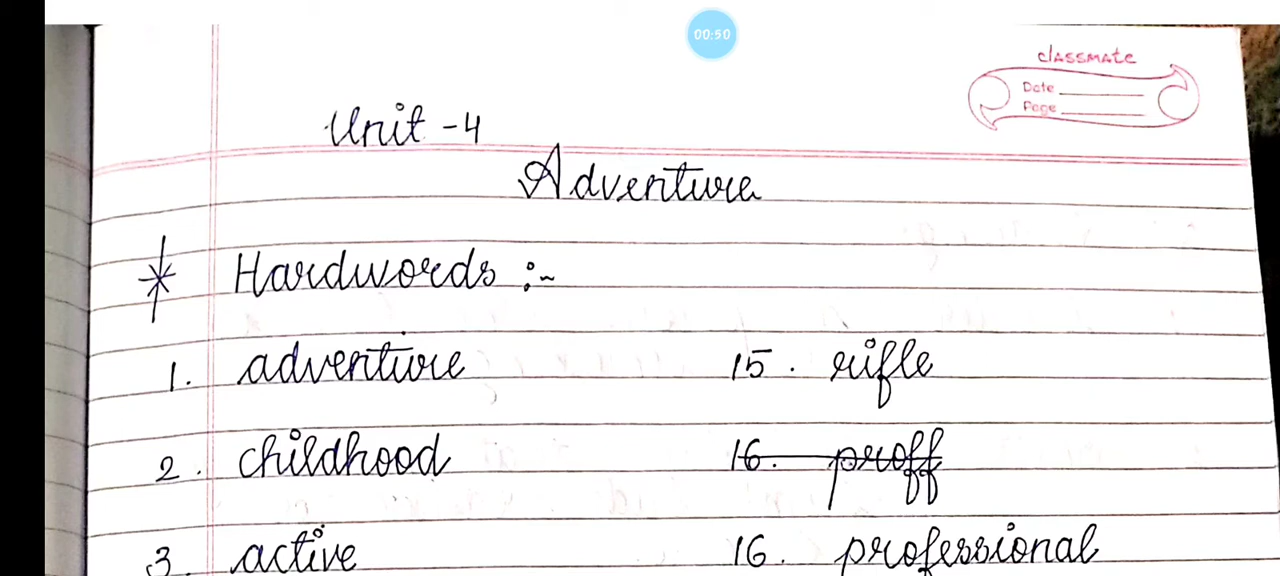 00:50
classmate
Date
Page
Unit -4
Adventure
* Hardwords :-
1. adventure 15. rifle
2. childhood 16. proff
3. active 16. professional